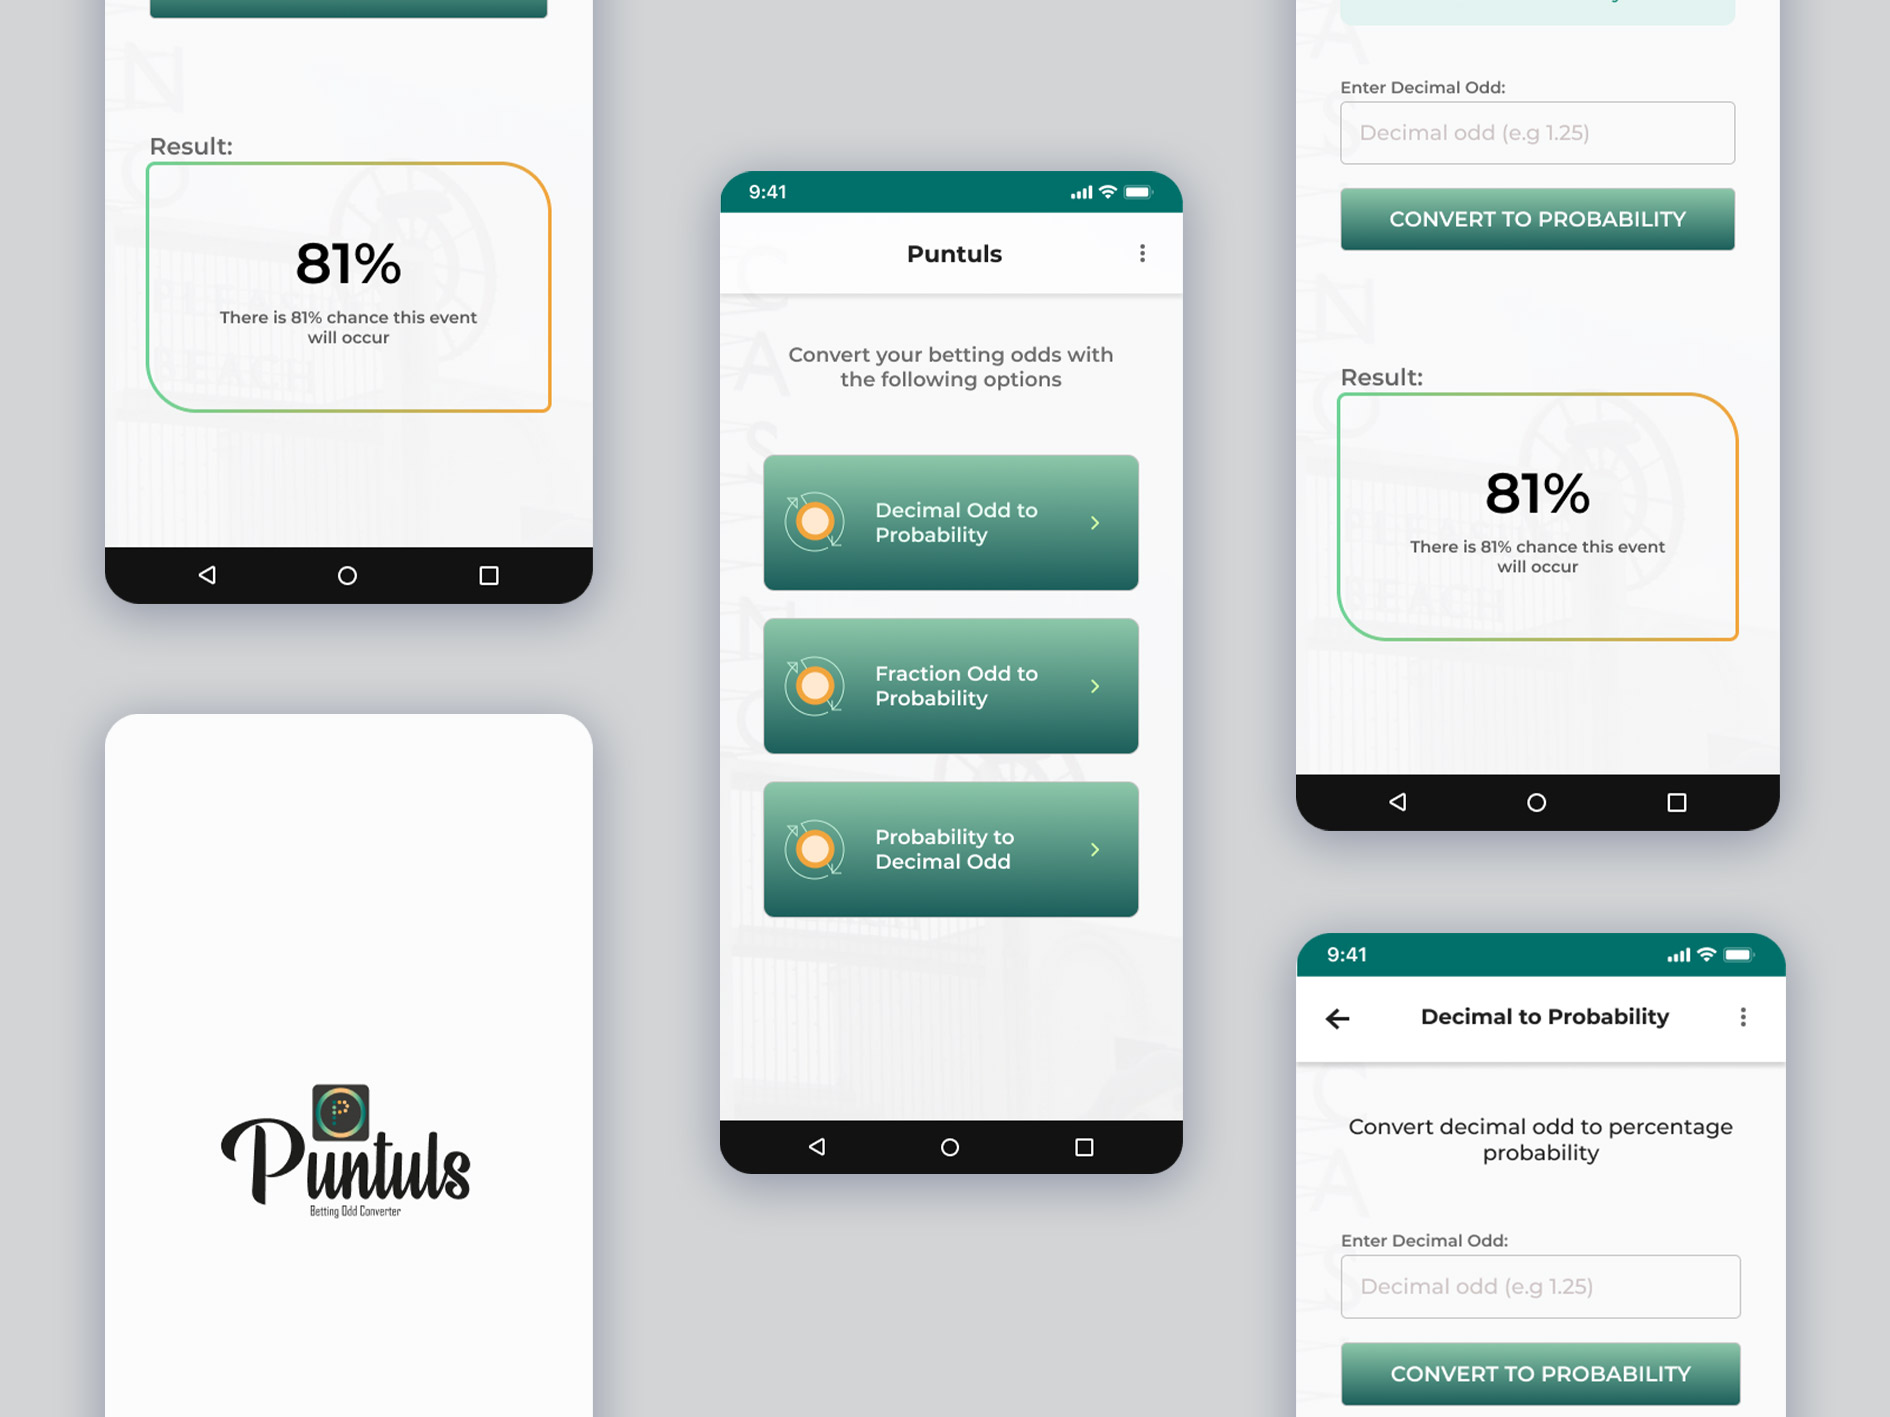 Result:
81%
There is 81% chance this event
will occur
Puntuls
Betting Odd Converter
9:41
Puntuls
Convert your betting odds with
the following options
Decimal Odd to
Probability
Fraction Odd to
Probability
Probability to
Decimal Odd
Enter Decimal Odd:
Decimal odd (e.g 1.25)
CONVERT TO PROBABILITY
Result:
81%
There is 81% chance this event
will occur
9:41
Decimal to Probability
Convert decimal odd to percentage
probability
Enter Decimal Odd:
Decimal odd (e.g 1.25)
CONVERT TO PROBABILITY